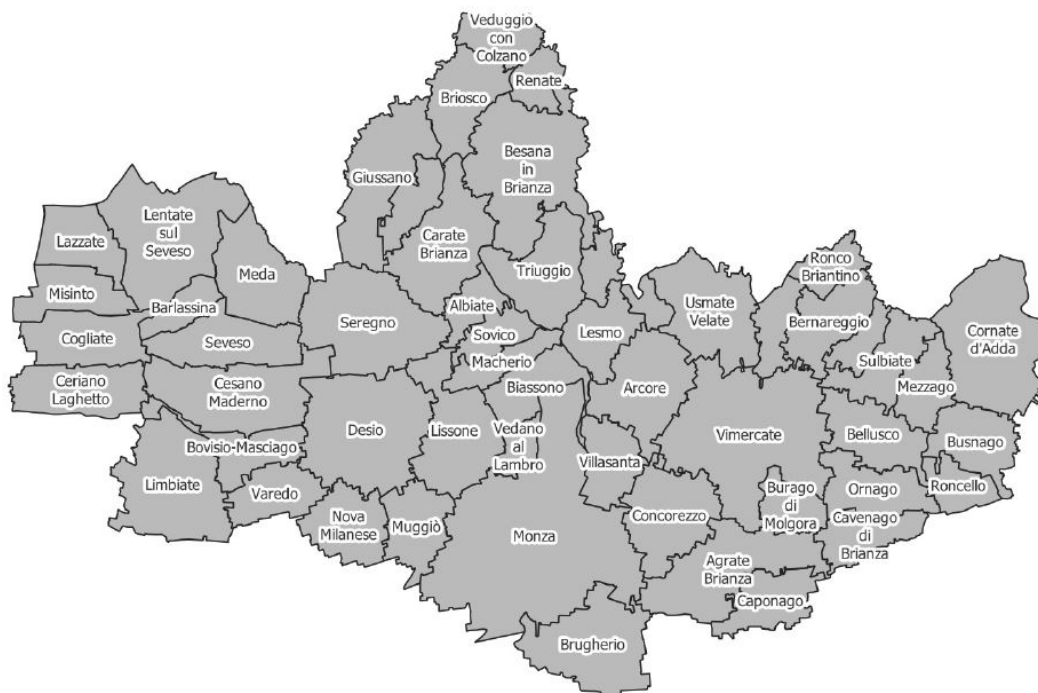 Veduggio
con
Colzano
Renate
Briosco
Besana
in
Brianza
Giussano
Lentate
sul
Seveso
Lazzate
Carate
Brianza
Triuggio
Meda
Misinto
Barlassina
Albiate
Seregno
Sovico
Lesmo
Usmate
Velate
Ronco
Briantino
Bernareggio
Cornate
d'Adda
Cogliate
Seveso
Macherio
Sulbiate
Mezzago
Ceriano
Laghetto
Cesano
Maderno
Biassono
Arcore
Desio
Lissone
Vedano
al
Lambro
Vimercate
Bellusco
Busnago
Bovisio-Masciago
Villasanta
Limbiate
Varedo
Burago
di
Molgora
Ornago
Roncello
Nova
Milanese
Muggiò
Monza
Concorezzo
Cavenago
di
Brianza
Agrate
Brianza
Caponago
Brugherio